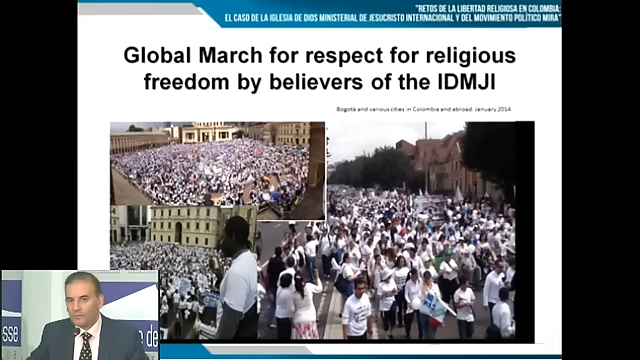 "RETOS DE LA LIBERTAD RELIGIOSA EN COLOMBIA:
EL CASO DE LA IGLESIA DE DIOS MINISTERIAL DE JESUCRISTO INTERNACIONAL Y DEL MOVIMIENTO POLÍTICO MIRA"
Global March for respect for religious
freedom by believers of the IDMJI
Bogotá and various cities in Colombia and abroad. January 2014
sse
de